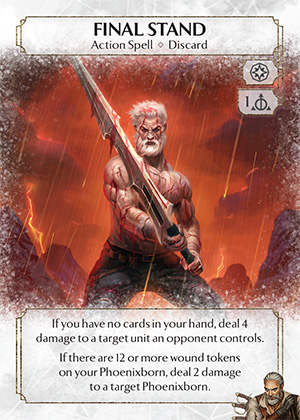 FINAL STAND
Action Spell ⋄ Discard
1
If you have no cards in your hand, deal 4
damage to a target unit an opponent controls.
If there are 12 or more wound tokens
on your Phoenixborn, deal 2 damage
to a target Phoenixborn.